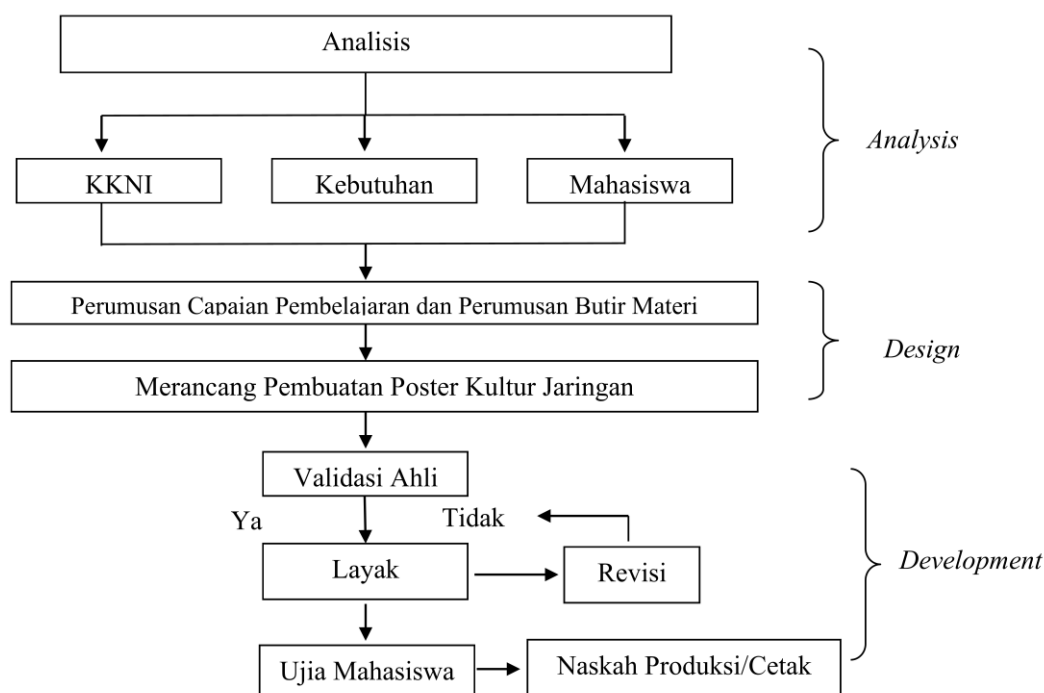 Analisis
Analysis
KKNI
Kebutuhan
Mahasiswa
Perumusan Capaian Pembelajaran dan Perumusan Butir Materi
Design
Merancang Pembuatan Poster Kultur Jaringan
Validasi Ahli
Ya
Tidak
Layak
Revisi
Development
Ujia Mahasiswa
Naskah Produksi/Cetak